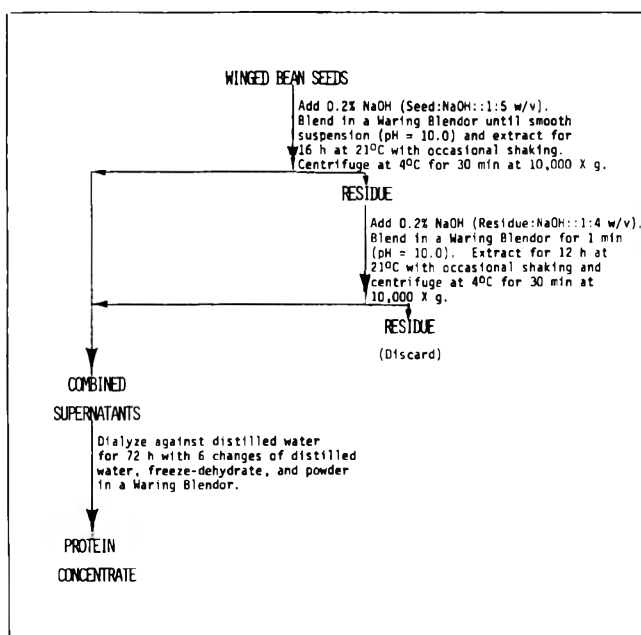 WINGED BEAN SEEDS
Add 0.2% NaOH (Seed:NaOH::1:5 w/v).
Blend in a Waring Blendor until smooth
suspension (pH = 10.0) and extract for
16 h at 21°C with occasional shaking.
Centrifuge at 4°C for 30 min at 10,000 X g.
RESIDUE
Add 0.2% NaOH (Residue:NaOH::1:4 w/v).
Blend in a Waring Blendor for 1 min
(pH = 10.0). Extract for 12 h at
21°C with occasional shaking and
centrifuge at 4°C for 30 min at
10,000 X g.
RESIDUE
(Discard)
COMBINED
SUPERNATANTS
Dialyze against distilled water
for 72 h with 6 changes of distilled
water, freeze-dehydrate, and powder
in a Waring Blendor.
PROTEIN
CONCENTRATE